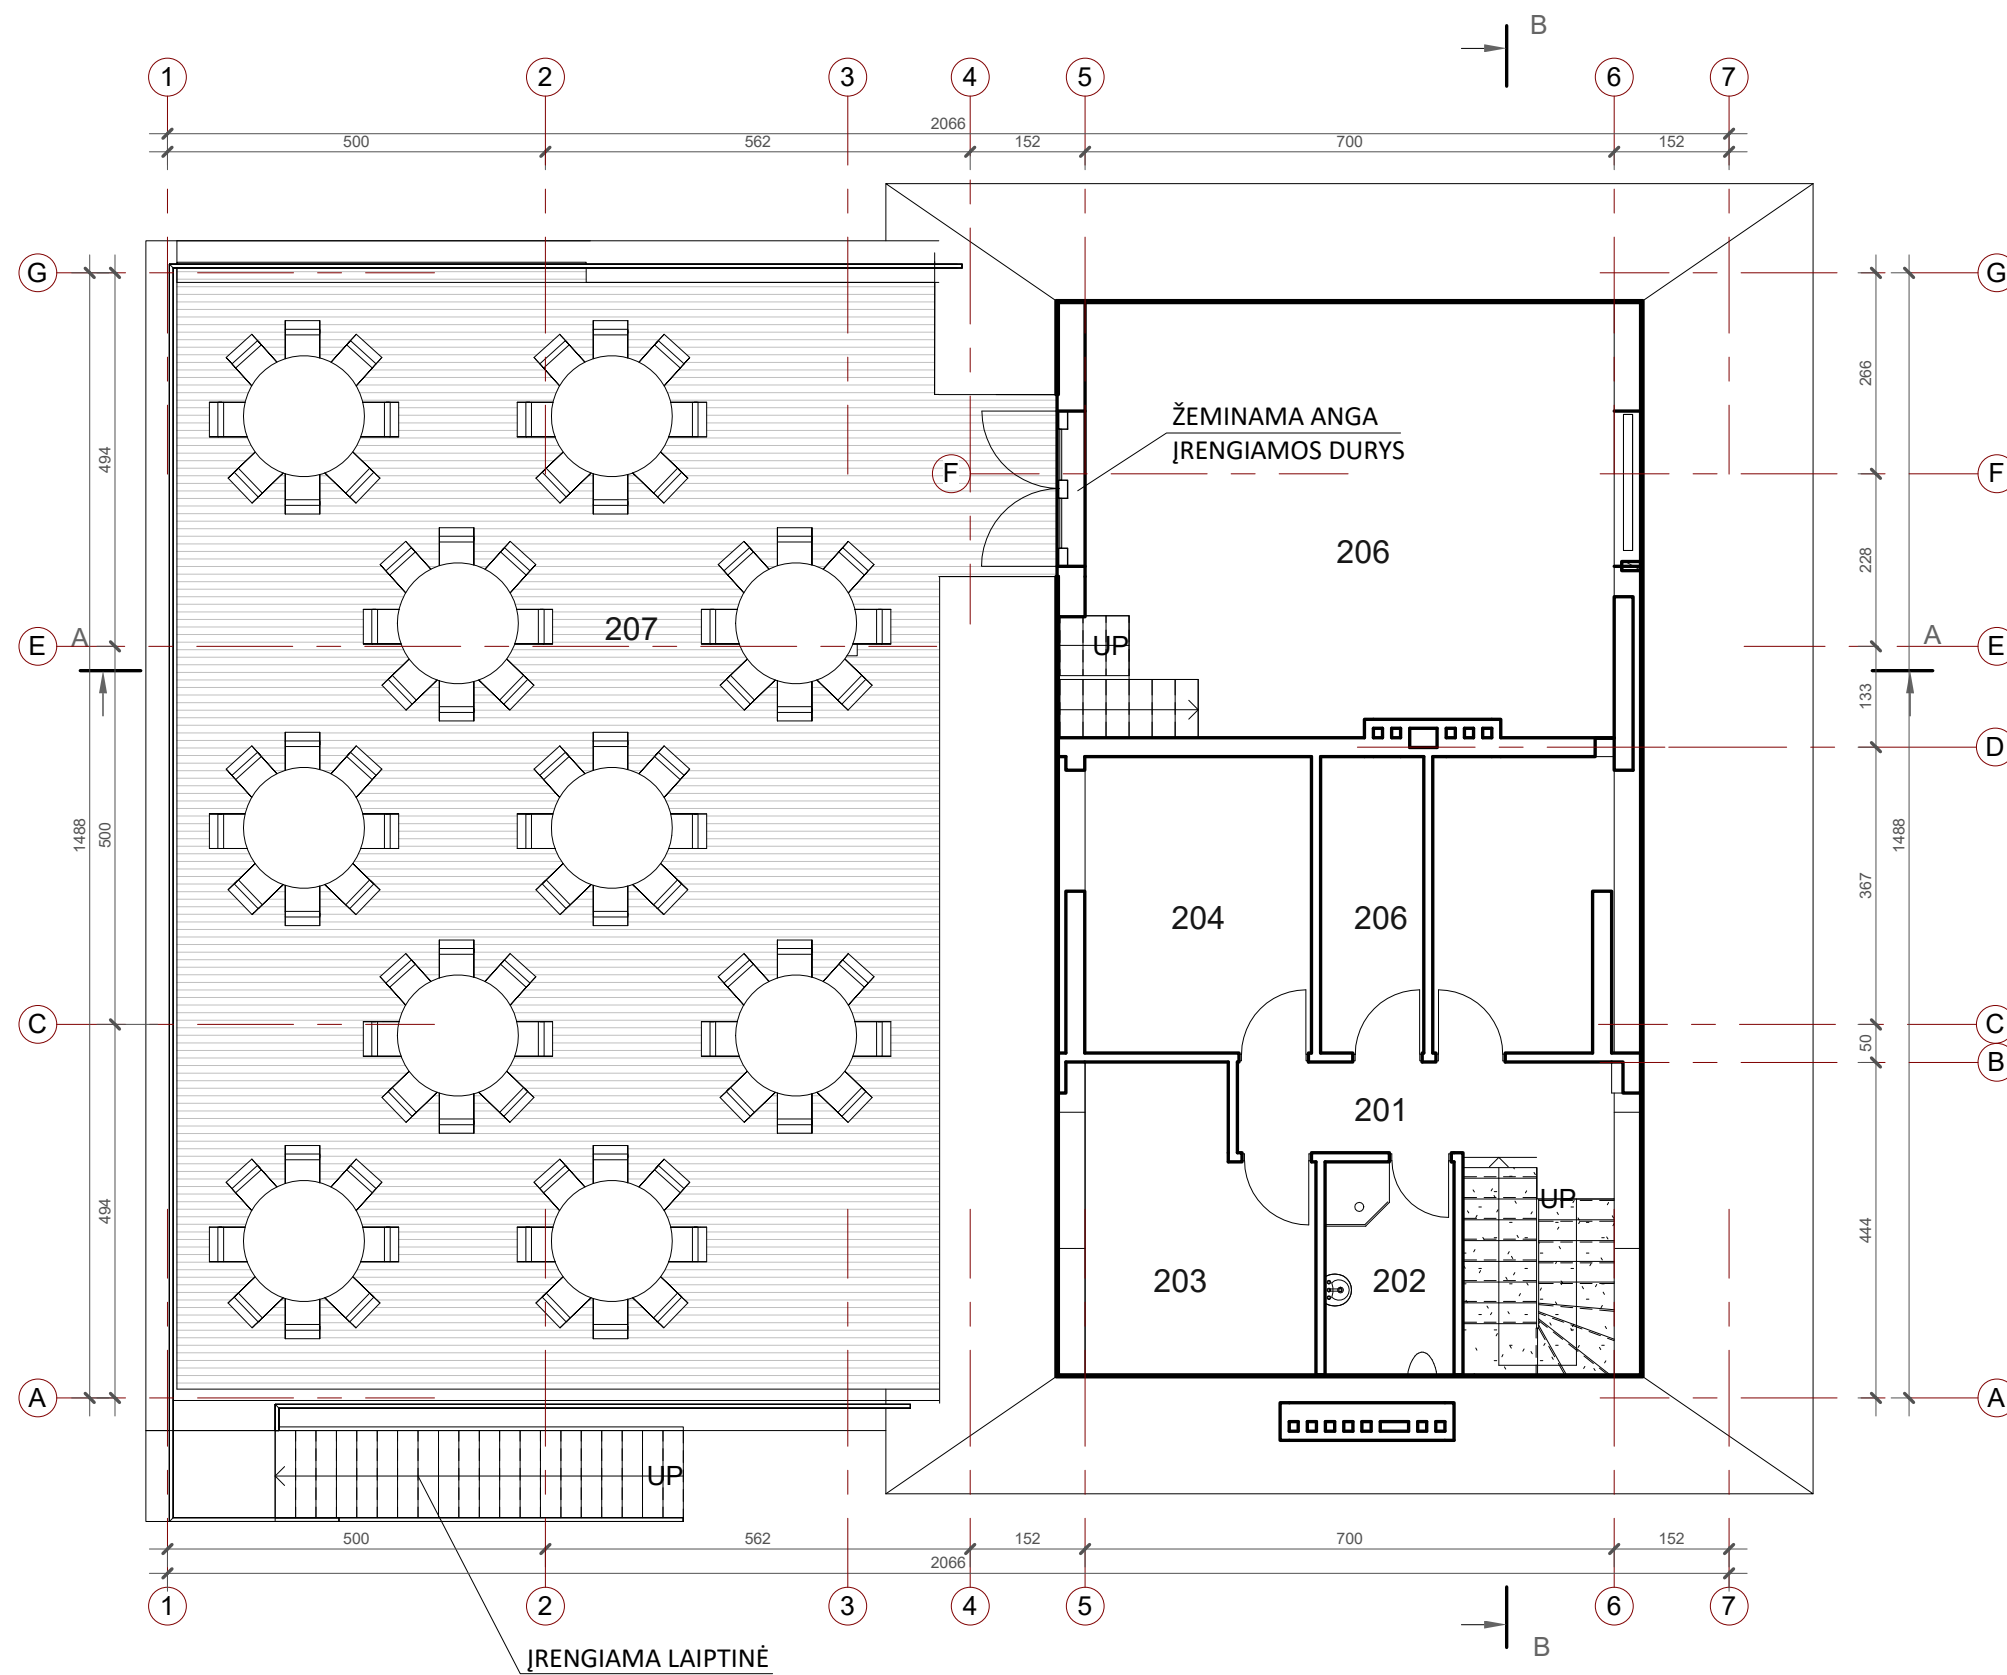 B
1 2 3 4 5 6 7
2066
500 562 152 700 152
G G
266
ŽEMINAMA ANGA
ĮRENGIAMOS DURYS
494
F F
206
228
207
E A UP A E
133
D
1488 500 1488
367
204 206
C C
50
B
201
494
UP
444
203 202
A A
UP
500 562 152 700 152
2066
1 2 3 4 5 6 7
B
ĮRENGIAMA LAIPTINĖ